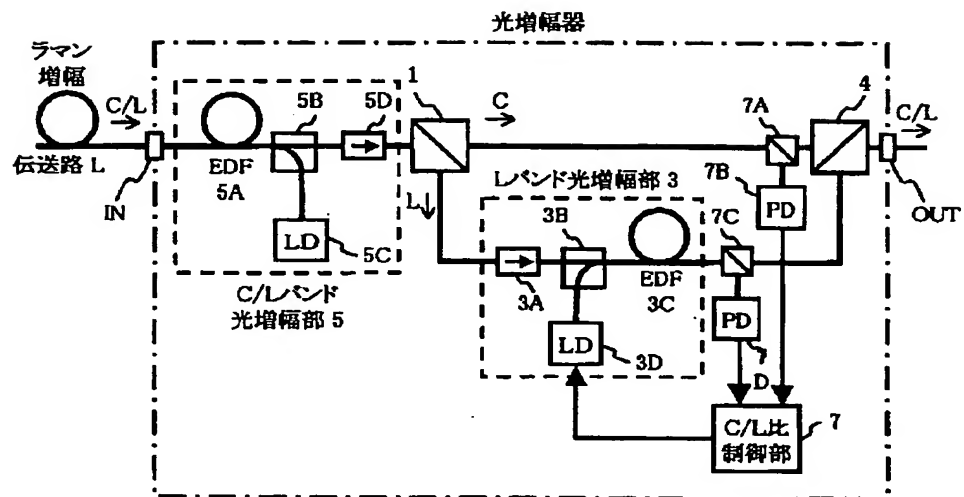 光増幅器
ラマン
増幅
C/L
伝送路 L
IN
EDF
5A
5B
5D
LD
5C
C/Lバンド
光増幅部 5
1
C
L
Lバンド光増幅部 3
3A
3B
EDF
3C
LD
3D
7A
7B
PD
7C
PD
7
D
C/L比
制御部
7
4
C/L
OUT